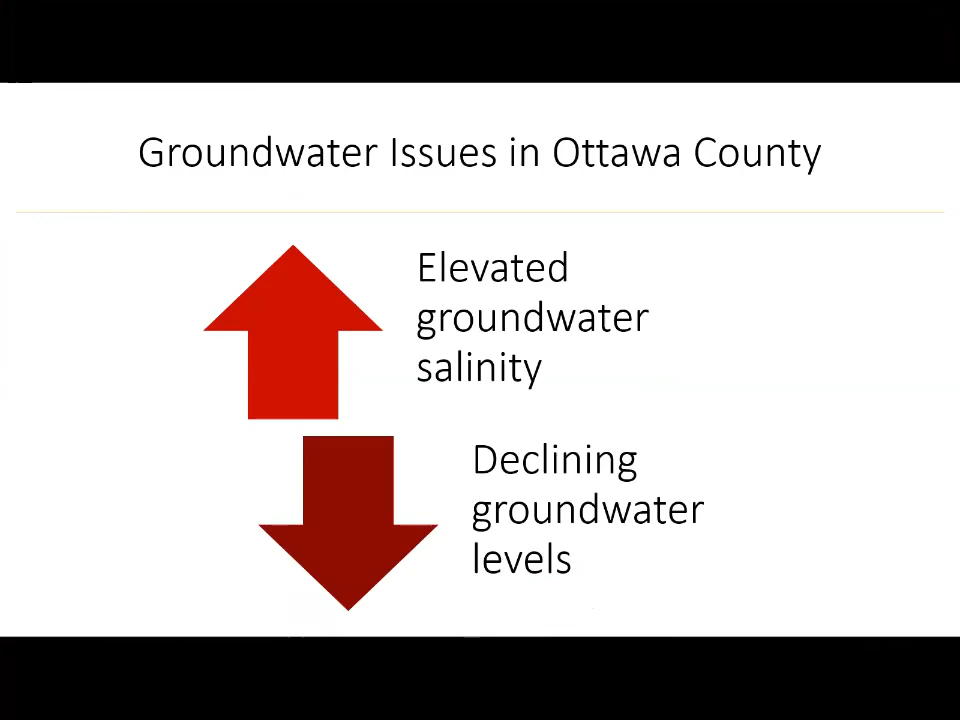 Groundwater Issues in Ottawa County
Elevated
groundwater
salinity
Declining
groundwater
levels